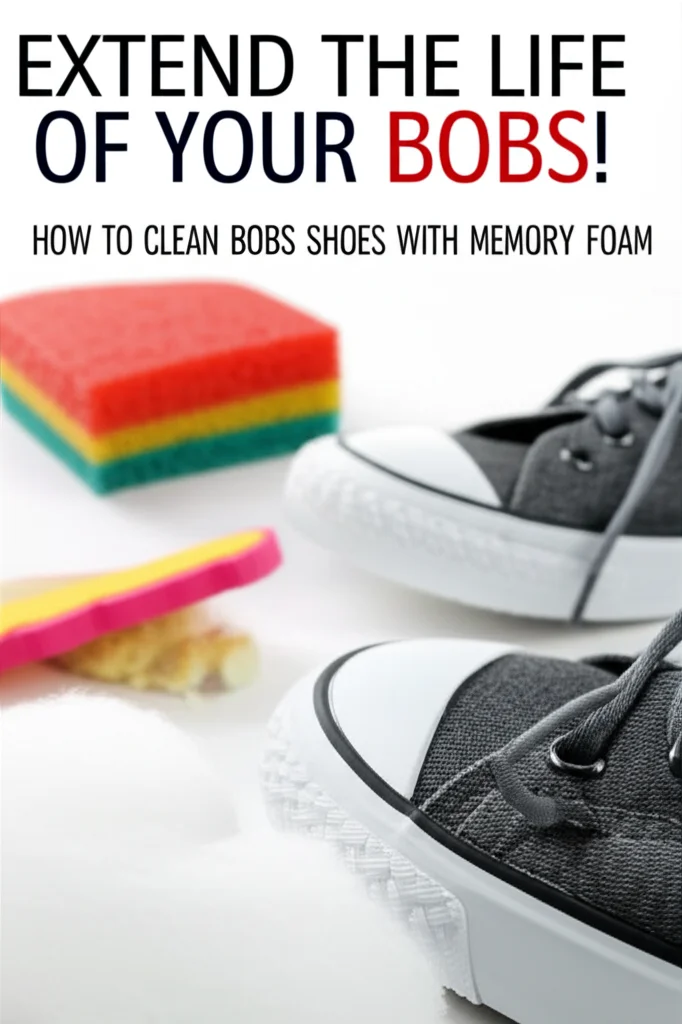 EXTEND THE LIFE
OF YOUR BOBS!
HOW TO CLEAN BOBS SHOES WITH MEMORY FOAM